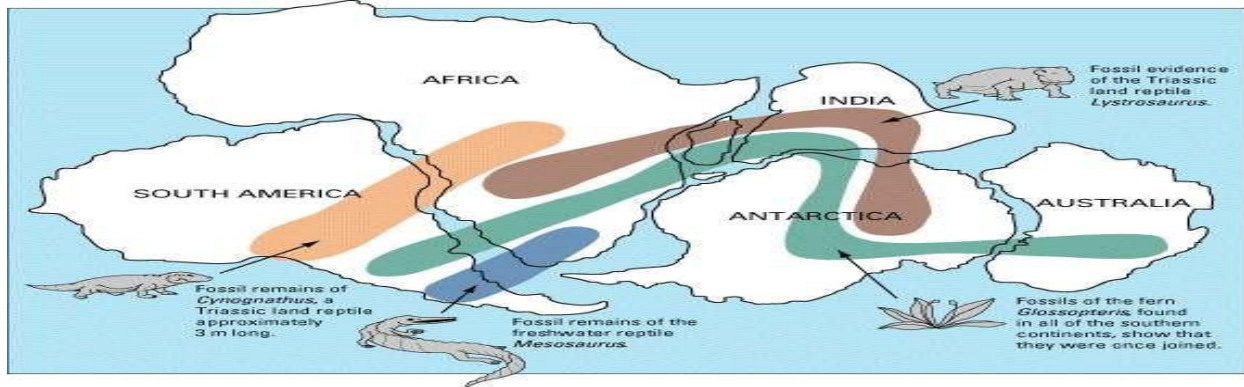 AFRICA
INDIA
Fossil evidence
of the Triassic
land reptile
Lystrosaurus.
SOUTH AMERICA
ANTARCTICA
AUSTRALIA
Fossil remains of
Cynognathus, a
Triassic land reptile
approximately
3 m long.
Fossil remains of the
freshwater reptile
Mesosaurus.
Fossils of the fern
Glossopteris, found
in all of the southern
continents, show that
they were once joined.